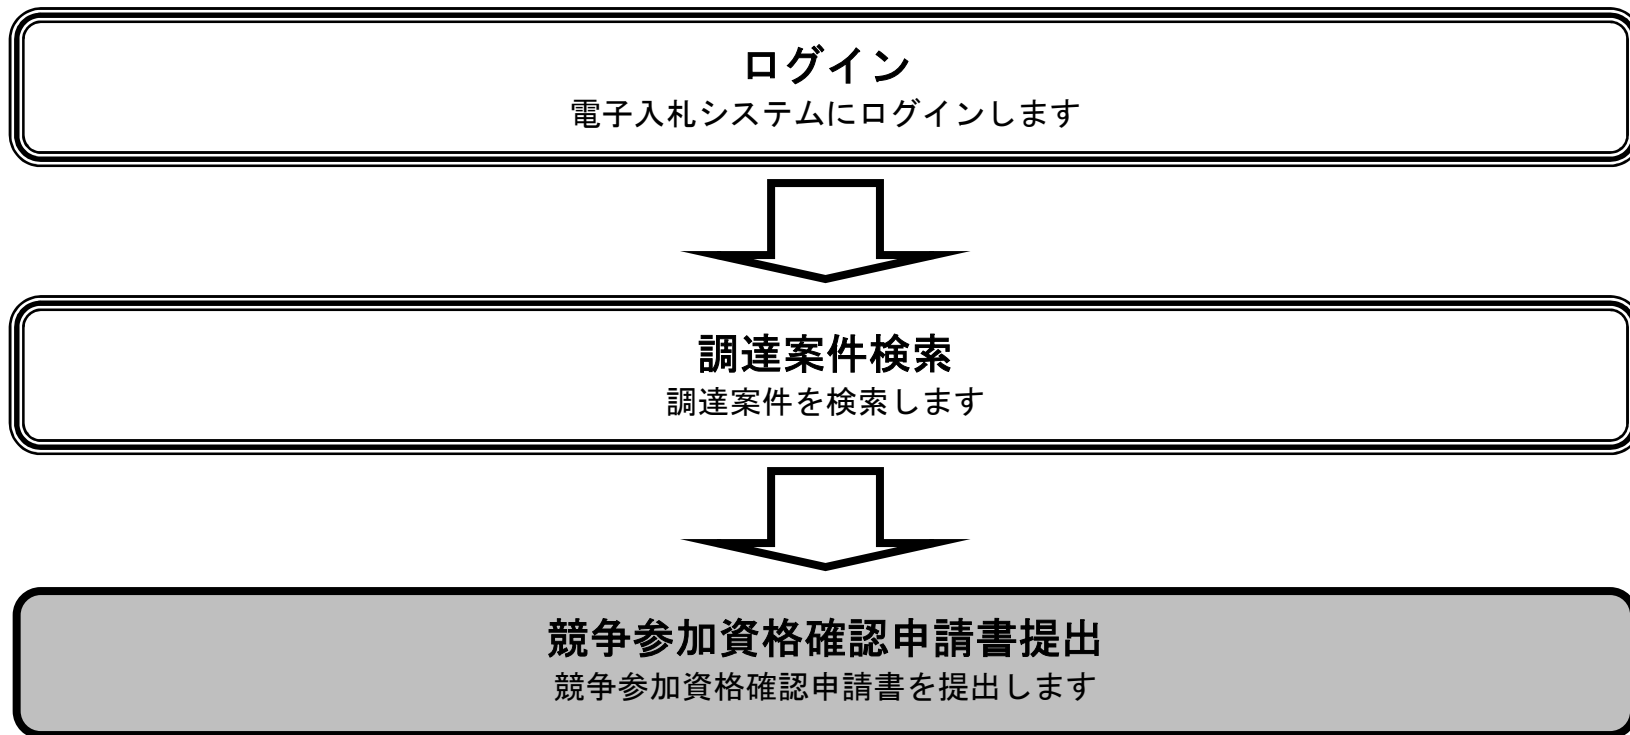 ログイン
電子入札システムにログインします
調達案件検索
調達案件を検索します
競争参加資格確認申請書提出
競争参加資格確認申請書を提出します